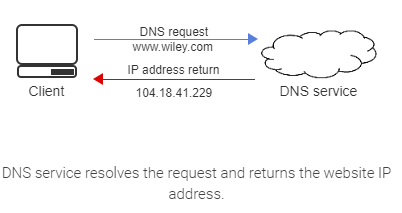 DNS request
www.wiley.com
IP address return
104.18.41.229
Client
DNS service
DNS service resolves the request and returns the website IP
address.